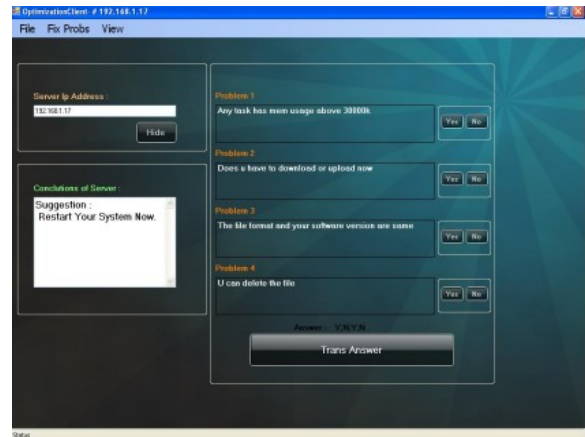 OptimizationClient- # 192.168.1.17
File Fix Probs View
Server Ip Address :
192.168.1.17
Hide
Conclutions of Server :
Suggestion :
Restart Your System Now.
Problem 1
Any task has mem usage above 30000k
Yes No
Problem 2
Does u have to download or upload now
Yes No
Problem 3
The file format and your software version are same
Yes No
Problem 4
U can delete the file
Yes No
Answer : Y,N,Y,N
Trans Answer
Status